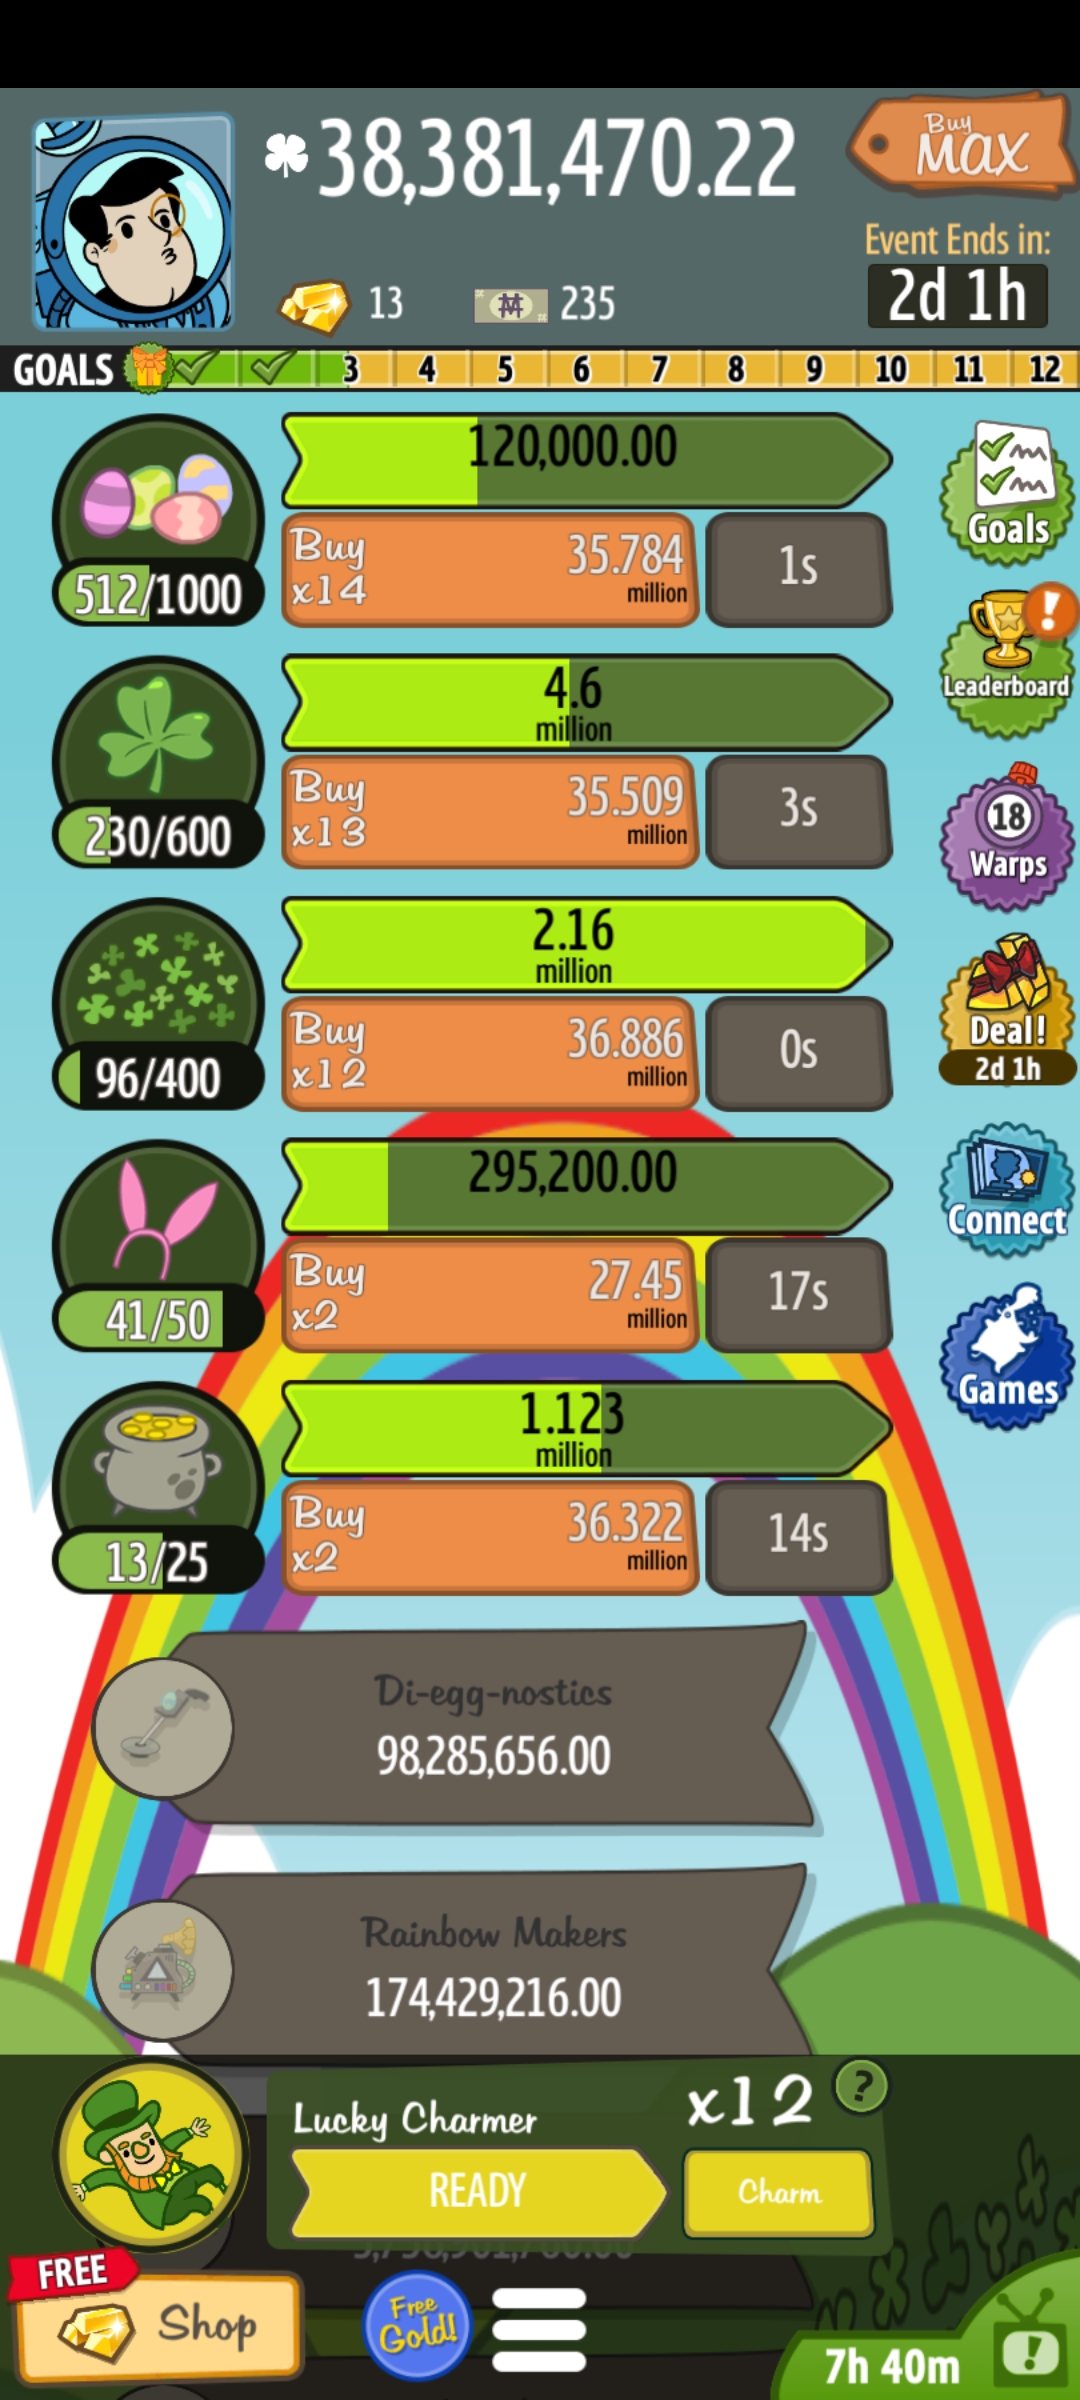 38,381,470.22
Buy
MAX
13
235
Event Ends in:
2d 1h
GOALS 3 4 5 6 7 8 9 10 11 12
120,000.00
512/1000
Buy
x14
35.784
million
1s
Goals
4.6
million
230/600
Buy
x13
35.509
million
3s
!
Leaderboard
2.16
million
96/400
Buy
x12
36.886
million
0s
18
Warps
295,200.00
41/50
Buy
x2
27.45
million
17s
Deal!
2d 1h
1.123
million
13/25
Buy
x2
36.322
million
14s
Connect
Games
Di-egg-nostics
98,285,656.00
Rainbow Makers
174,429,216.00
Lucky Charmer
x12
?
READY
Charm
FREE
Shop
Free
Gold!
7h 40m
!